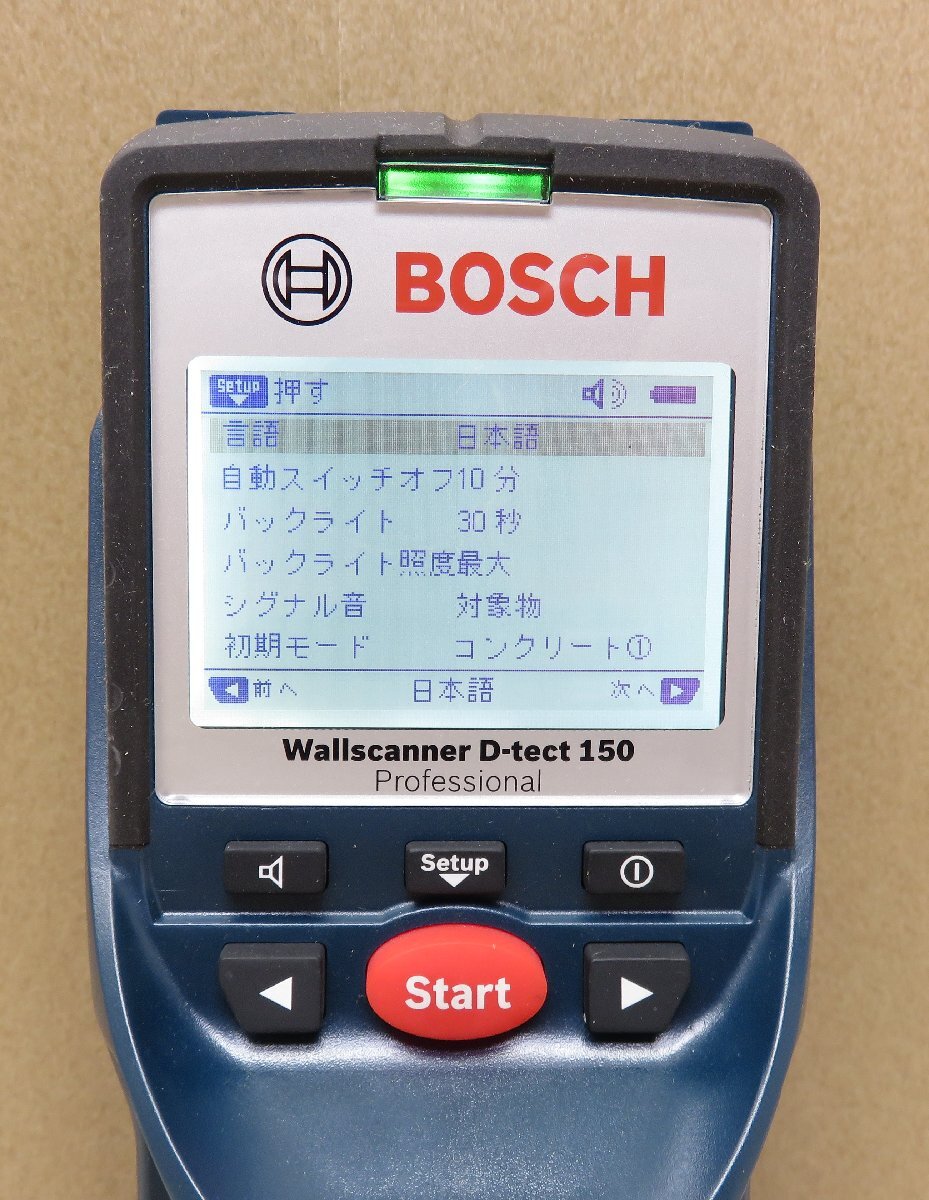 BOSCH
Setup 押す
言語 日本語
自動スイッチオフ10 分
バックライト 30 秒
バックライト照度最大
シグナル音 対象物
初期モード コンクリート①
前へ 日本語 次へ
Wallscanner D-tect 150
Professional
Setup
Start